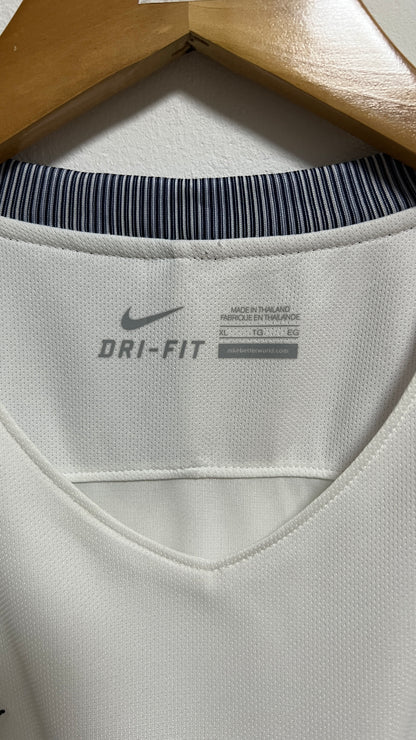 DRI-FIT
MADE IN THAILAND
FABRIQUE EN THAILANDE
XL TG EG
nikebetterworld.com